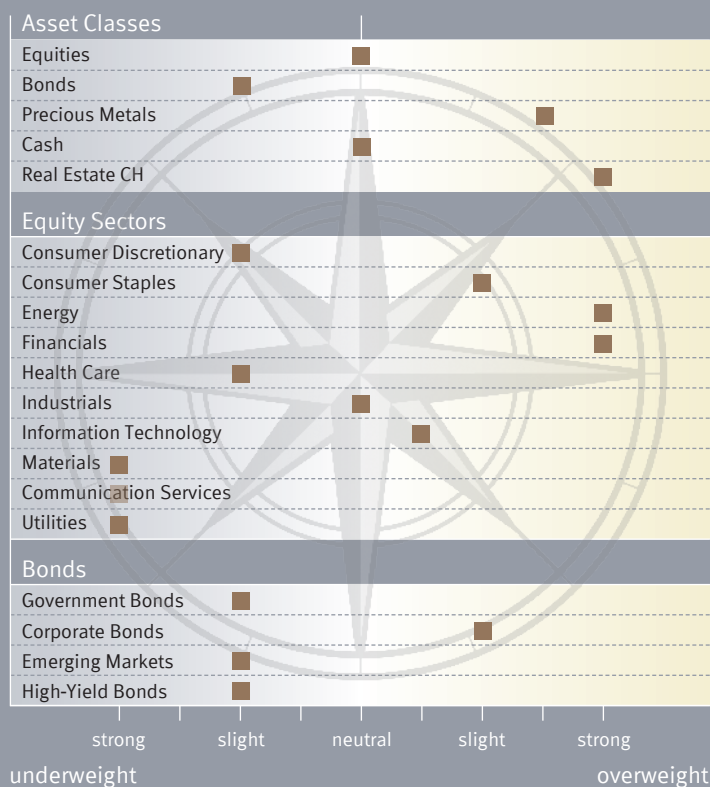 Asset Classes
Equities
Bonds
Precious Metals
Cash
Real Estate CH
Equity Sectors
Consumer Discretionary
Consumer Staples
Energy
Financials
Health Care
Industrials
Information Technology
Materials
Communication Services
Utilities
Bonds
Government Bonds
Corporate Bonds
Emerging Markets
High-Yield Bonds
strong slight neutral slight strong
underweight overweight